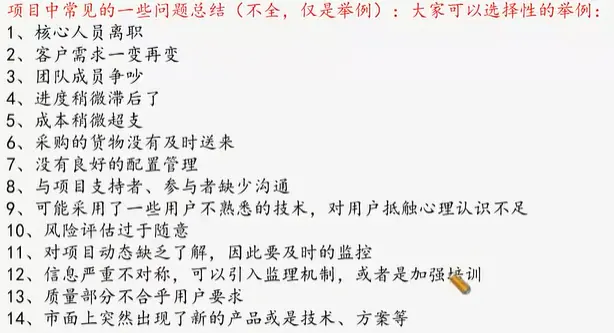 项目中常见的一些问题总结（不全，仅是举例）：大家可以选择性的举例：
1、核心人员离职
2、客户需求一变再变
3、团队成员争吵
4、进度稍微滞后了
5、成本稍微超支
6、采购的货物没有及时送来
7、没有良好的配置管理
8、与项目支持者、参与者缺少沟通
9、可能采用了一些用户不熟悉的技术，对用户抵触心理认识不足
10、风险评估过于随意
11、对项目动态缺乏了解，因此要及时的监控
12、信息严重不对称，可以引入监理机制，或者是加强培训
13、质量部分不合乎用户要求
14、市面上突然出现了新的产品或是技术、方案等